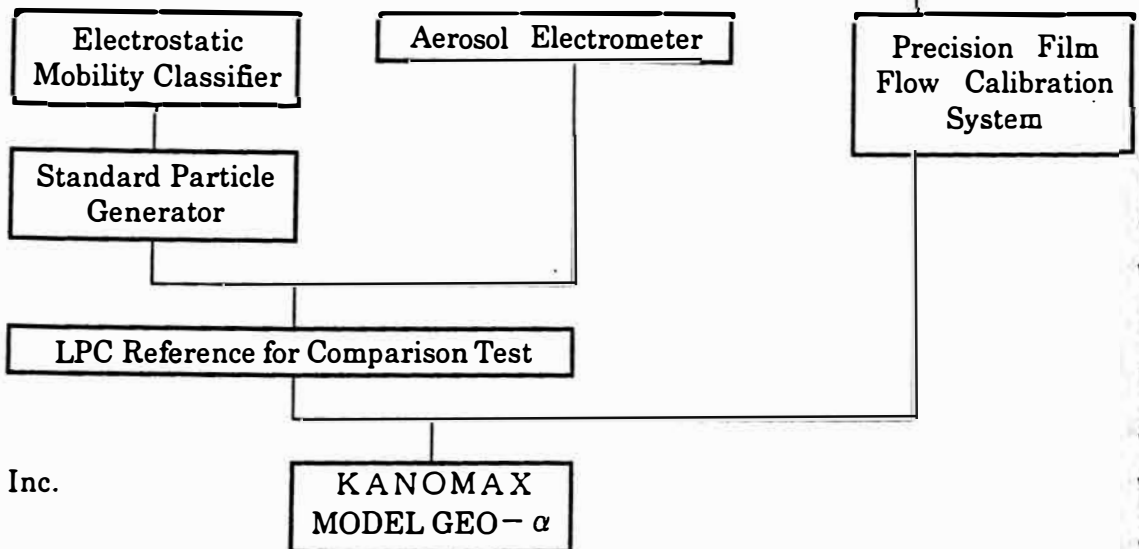 Electrostatic
Mobility Classifier
Aerosol Electrometer
Precision Film
Flow Calibration
System
Standard Particle
Generator
LPC Reference for Comparison Test
Inc.
KANOMAX
MODEL GEO－α